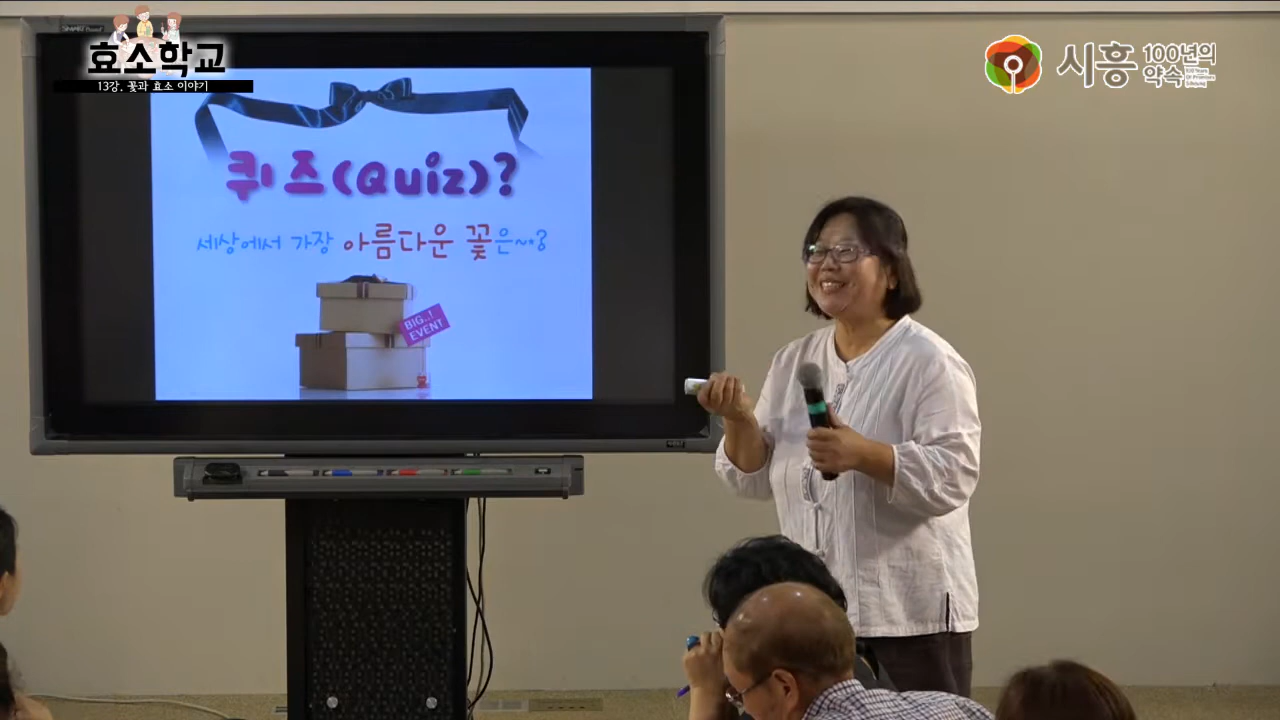 효소학교
13강. 꽃과 효소 이야기
시흥
100년의
약속
퀴즈(Quiz)?
세상에서 가장 아름다운 꽃은~?
BIG..!
EVENT